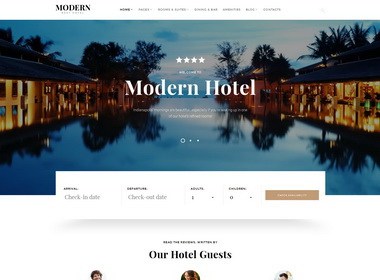 MODERN
HOME PAGES ROOMS & SUITES DINING & BAR AMENITIES BLOG CONTACTS
WELCOME TO
Modern Hotel
ARRIVAL: DEPARTURE: ADULTS: CHILDREN:
Check-in date Check-out date 1 0
CHECK AVAILABILITY
READ THE REVIEWS, WRITTEN BY
Our Hotel Guests